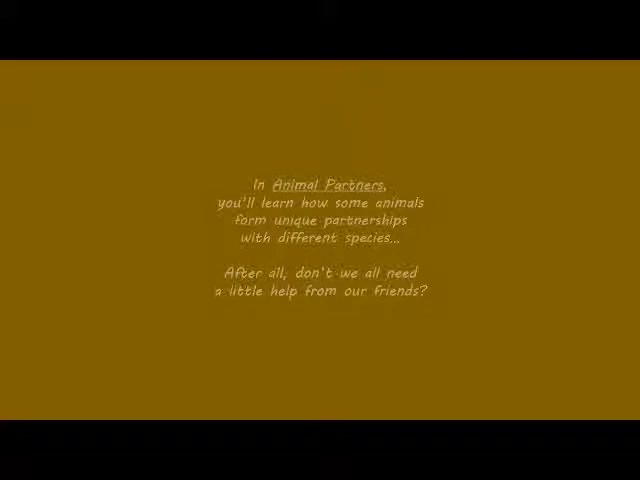 In Animal Partners,
you'll learn how some animals
form unique partnerships
with different species...
After all, don't we all need
a little help from our friends?